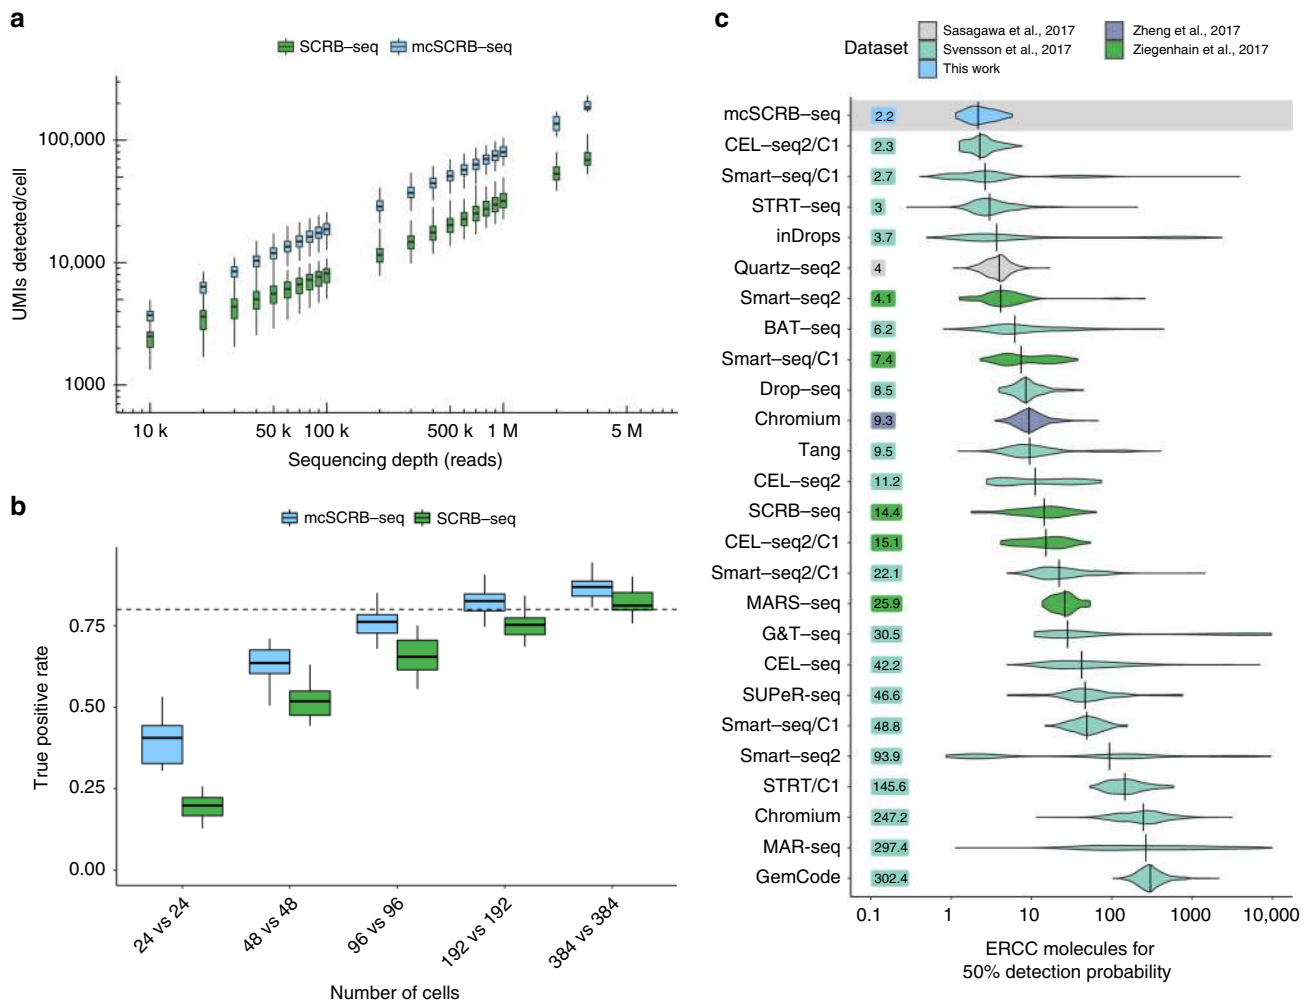 a
SCRB–seq
mcSCRB–seq
UMIs detected/cell
100,000
10,000
1000
10 k
50 k
100 k
500 k
1 M
5 M
Sequencing depth (reads)
b
mcSCRB–seq
SCRB–seq
True positive rate
0.75
0.50
0.25
0.00
24 vs 24
48 vs 48
96 vs 96
192 vs 192
384 vs 384
Number of cells
c
Dataset
Sasagawa et al., 2017
Svensson et al., 2017
This work
Zheng et al., 2017
Ziegenhain et al., 2017
mcSCRB–seq 2.2
CEL–seq2/C1 2.3
Smart–seq/C1 2.7
STRT–seq 3
inDrops 3.7
Quartz–seq2 4
Smart–seq2 4.1
BAT–seq 6.2
Smart–seq/C1 7.4
Drop–seq 8.5
Chromium 9.3
Tang 9.5
CEL–seq2 11.2
SCRB–seq 14.4
CEL–seq2/C1 15.1
Smart–seq2/C1 22.1
MARS–seq 25.9
G&T–seq 30.5
CEL–seq 42.2
SUPeR-seq 46.6
Smart–seq/C1 48.8
Smart–seq2 93.9
STRT/C1 145.6
Chromium 247.2
MAR-seq 297.4
GemCode 302.4
0.1 1 10 100 1000 10,000
ERCC molecules for
50% detection probability